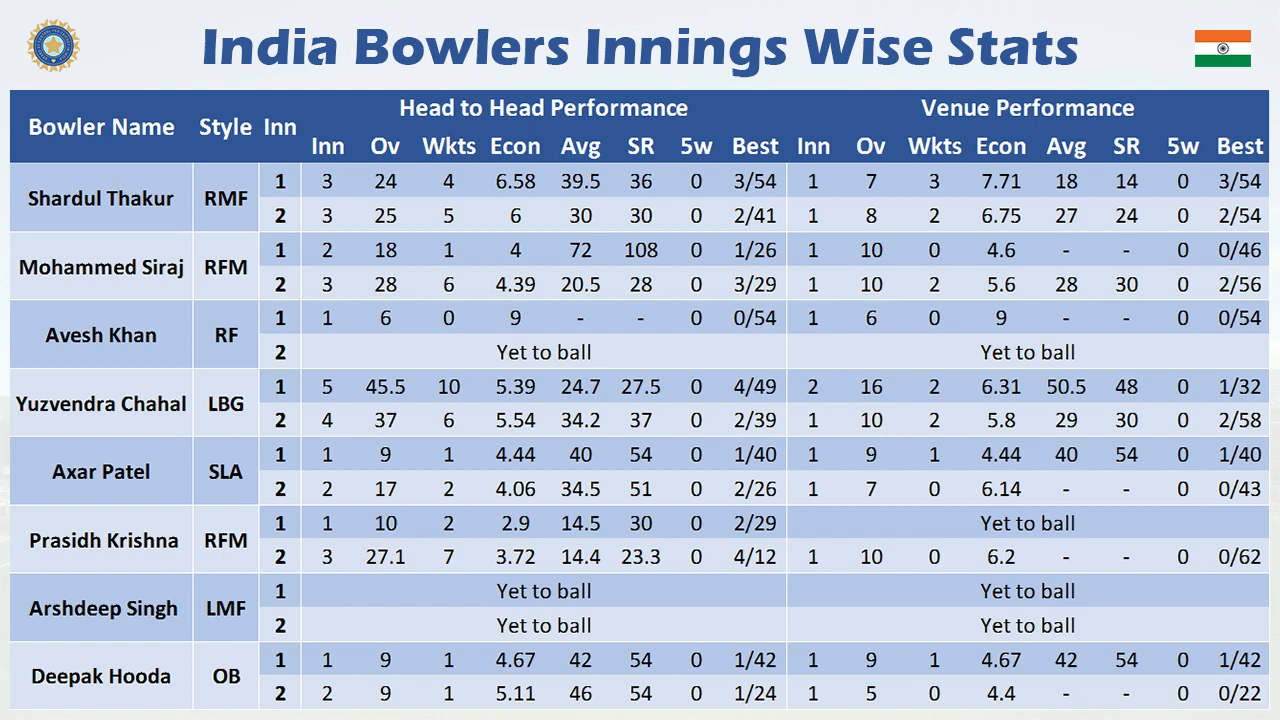 India Bowlers Innings Wise Stats
Bowler Name Style Inn Head to Head Performance Venue Performance
Inn Ov Wkts Econ Avg SR 5w Best Inn Ov Wkts Econ Avg SR 5w Best
Shardul Thakur RMF
1 3 24 4 6.58 39.5 36 0 3/54 1 7 3 7.71 18 14 0 3/54
2 3 25 5 6 30 30 0 2/41 1 8 2 6.75 27 24 0 2/54
Mohammed Siraj RFM
1 2 18 1 4 72 108 0 1/26 1 10 0 4.6 - - 0 0/46
2 3 28 6 4.39 20.5 28 0 3/29 1 10 2 5.6 28 30 0 2/56
Avesh Khan RF
1 1 6 0 9 - - 0 0/54 1 6 0 9 - - 0 0/54
2 Yet to ball Yet to ball
Yuzvendra Chahal LBG
1 5 45.5 10 5.39 24.7 27.5 0 4/49 2 16 2 6.31 50.5 48 0 1/32
2 4 37 6 5.54 34.2 37 0 2/39 1 10 2 5.8 29 30 0 2/58
Axar Patel SLA
1 1 9 1 4.44 40 54 0 1/40 1 9 1 4.44 40 54 0 1/40
2 2 17 2 4.06 34.5 51 0 2/26 1 7 0 6.14 - - 0 0/43
Prasidh Krishna RFM
1 1 10 2 2.9 14.5 30 0 2/29 Yet to ball
2 3 27.1 7 3.72 14.4 23.3 0 4/12 1 10 0 6.2 - - 0 0/62
Arshdeep Singh LMF
1 Yet to ball Yet to ball
2 Yet to ball Yet to ball
Deepak Hooda OB
1 1 9 1 4.67 42 54 0 1/42 1 9 1 4.67 42 54 0 1/42
2 2 9 1 5.11 46 54 0 1/24 1 5 0 4.4 - - 0 0/22